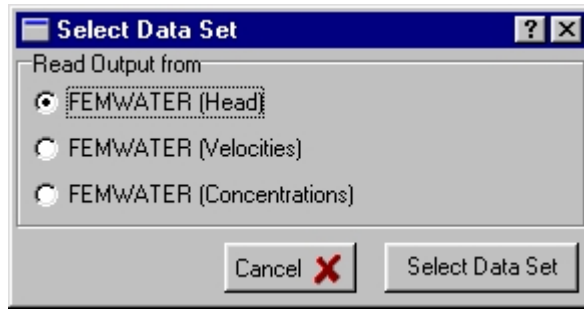 Select Data Set
Read Output from
FEMWATER (Head)
FEMWATER (Velocities)
FEMWATER (Concentrations)
Cancel
Select Data Set